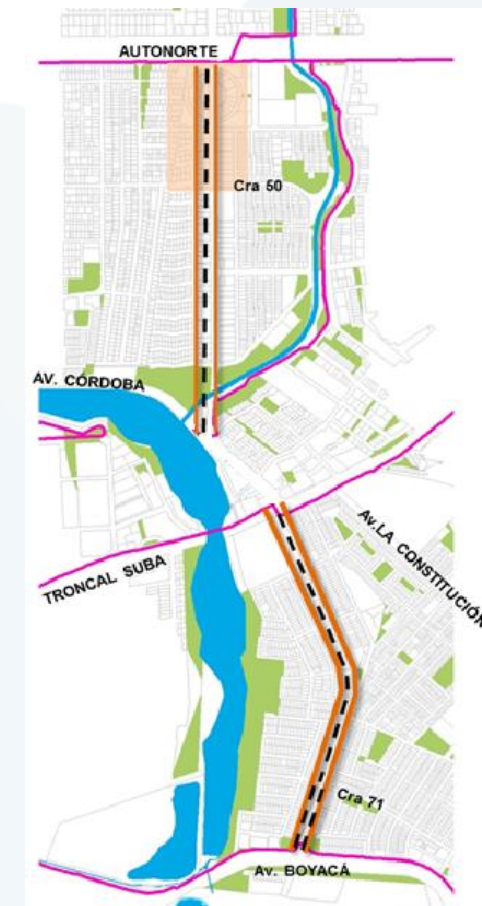 AUTONORTE
Cra 50
AV. CÓRDOBA
Av.LA CONSTITUCIÓN
TRONCAL SUBA
Cra 71
Av. BOYACÁ